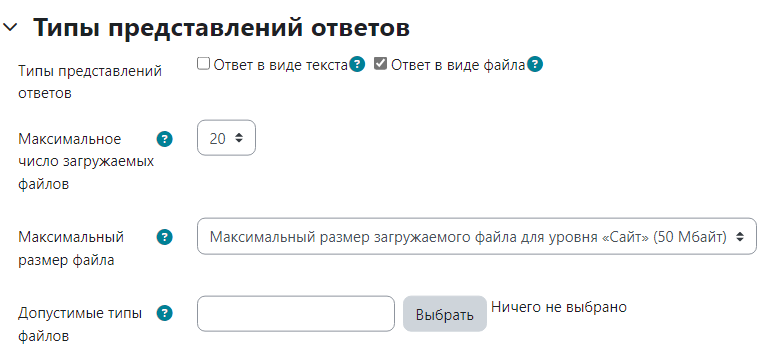 Типы представлений ответов
Типы представлений
ответов
Ответ в виде текста ? Ответ в виде файла ?
Максимальное ?
число загружаемых
файлов
20
Максимальный ?
размер файла
Максимальный размер загружаемого файла для уровня «Сайт» (50 Мбайт)
Допустимые типы ?
файлов
Выбрать Ничего не выбрано